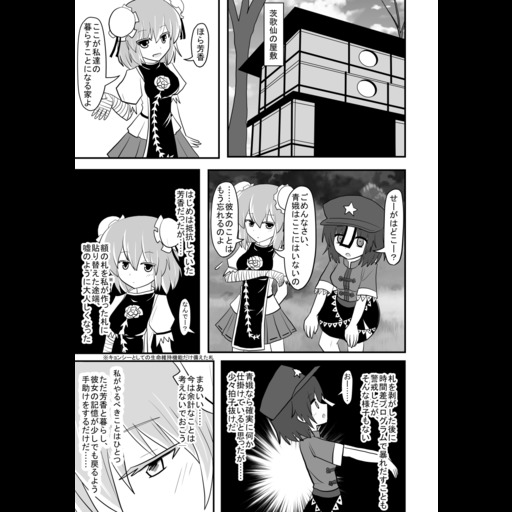 茨歌仙の屋敷
ほら芳香
ここが私達の
暮らすことになる家よ
せーがはどこー？
ごめんなさい、
青娥はここにはいないの
……彼女のことは
もう忘れるのよ
はじめは抵抗していた
芳香だったが……
額の札を私が作った札に
貼り替えた途端、
嘘のように大人しくなった
なんでー？
※キョンシーとしての生命維持機能だけ備えた札
札を剥がした後に
時間差プログラムで暴れだすことも
警戒したが
そんな様子もない
おー……
青娥なら確実に何か
仕掛けていると思ったが……
少々拍子抜けだ
まあいい……
今は余計なことは
考えないでおこう
私がやるべきことはひとつ
ただ芳香と暮らし、
彼女の記憶が少しでも戻るよう
手助けをするだけだ……